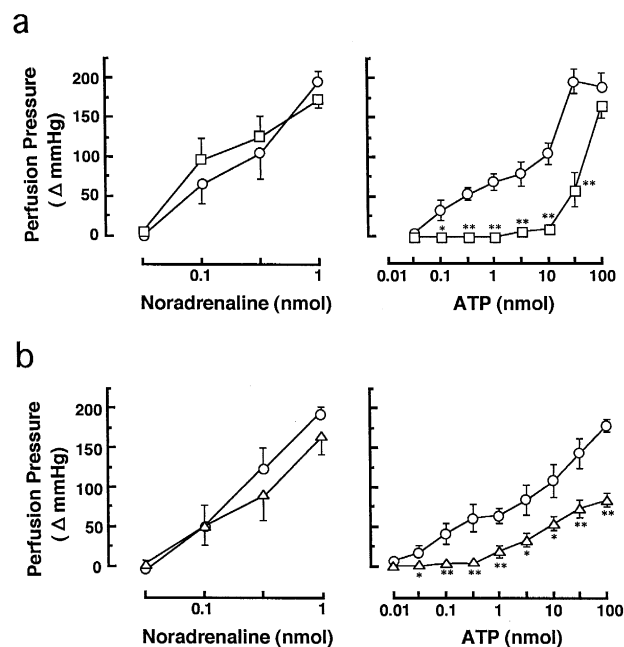 a
Perfusion Pressure
( Δ mmHg)
200
150
100
50
0
0.1 1
Noradrenaline (nmol)
* ** ** ** ** **
0.01 0.1 1 10 100
ATP (nmol)
b
Perfusion Pressure
( Δ mmHg)
200
150
100
50
0
0.1 1
Noradrenaline (nmol)
* ** ** ** * * ** **
0.01 0.1 1 10 100
ATP (nmol)